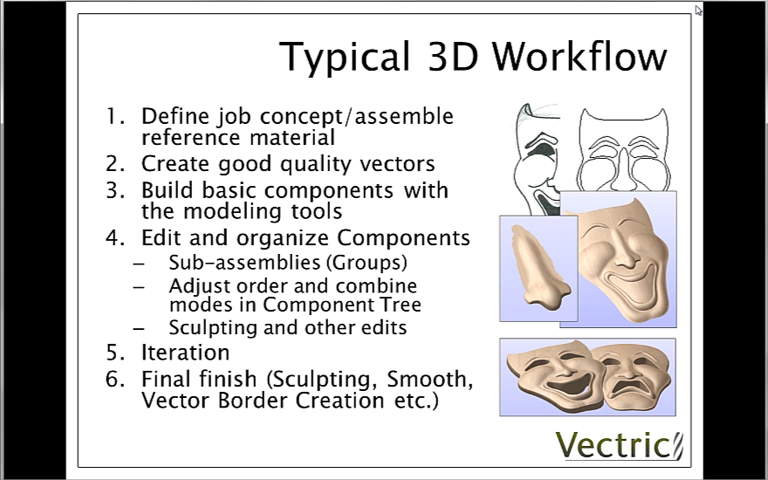 Typical 3D Workflow
1. Define job concept/assemble
reference material
2. Create good quality vectors
3. Build basic components with
the modeling tools
4. Edit and organize Components
– Sub-assemblies (Groups)
– Adjust order and combine
modes in Component Tree
– Sculpting and other edits
5. Iteration
6. Final finish (Sculpting, Smooth,
Vector Border Creation etc.)
Vectric